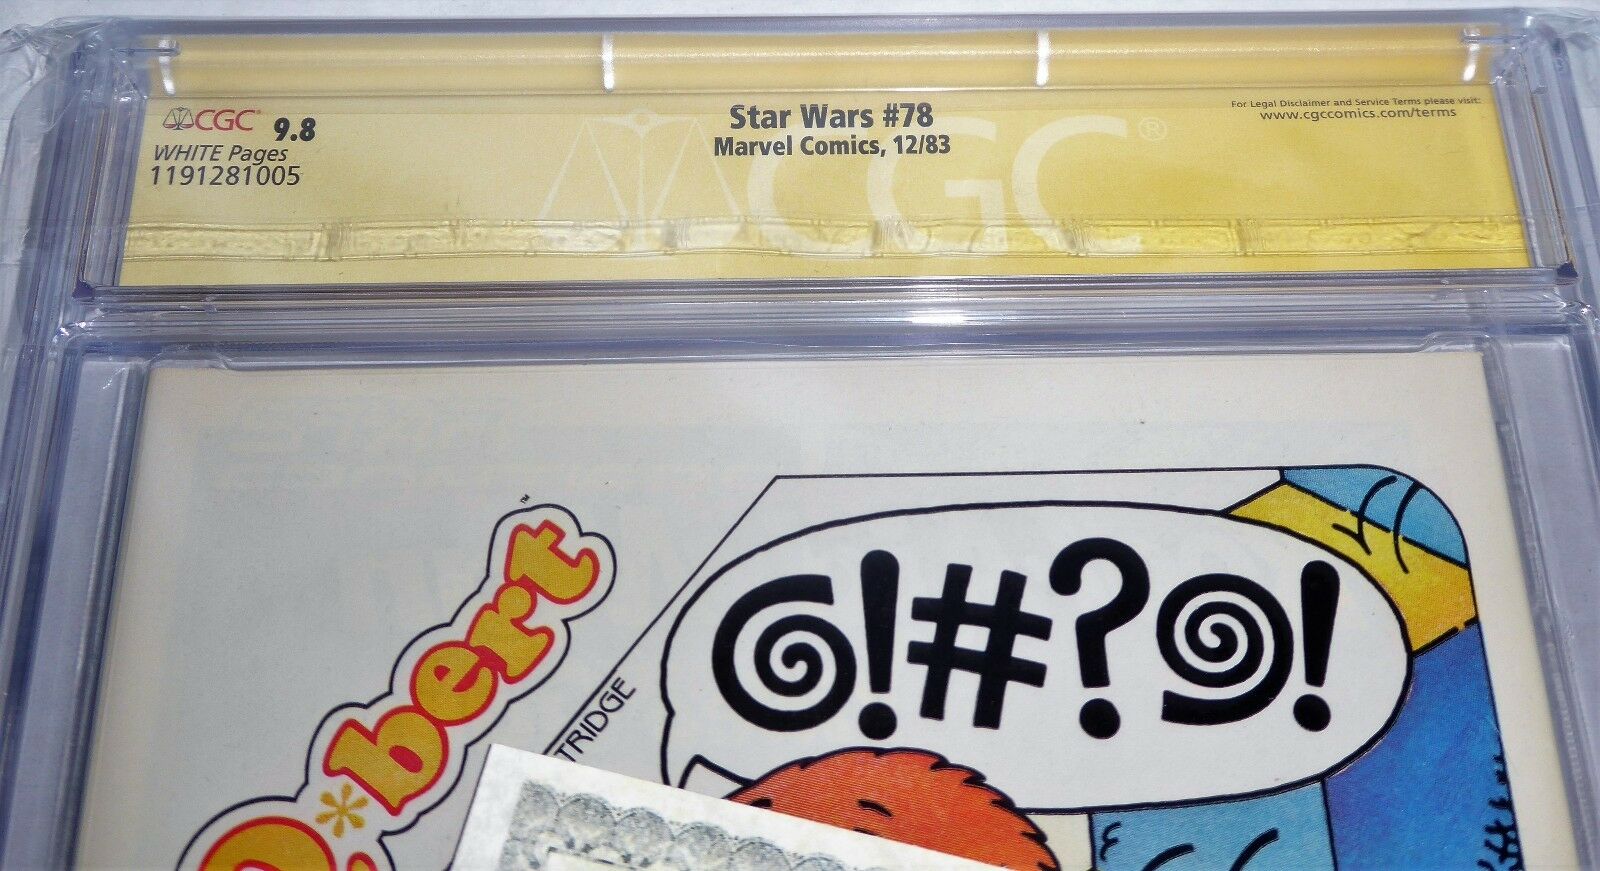 CGC® 9.8
WHITE Pages
1191281005
Star Wars #78
Marvel Comics, 12/83
For Legal Disclaimer and Service Terms please visit:
www.cgccomics.com/terms
CGC®
*bert™
TRIDGE
@!#?@!